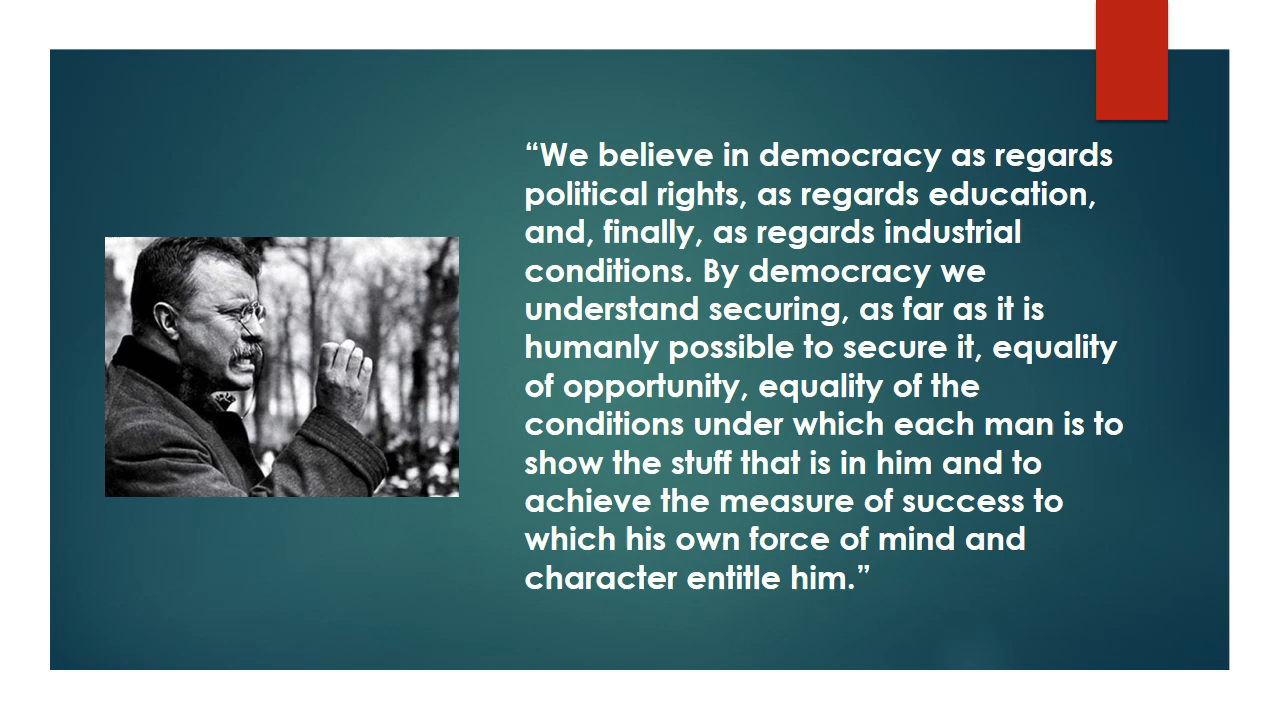 “We believe in democracy as regards
political rights, as regards education,
and, finally, as regards industrial
conditions. By democracy we
understand securing, as far as it is
humanly possible to secure it, equality
of opportunity, equality of the
conditions under which each man is to
show the stuff that is in him and to
achieve the measure of success to
which his own force of mind and
character entitle him.”